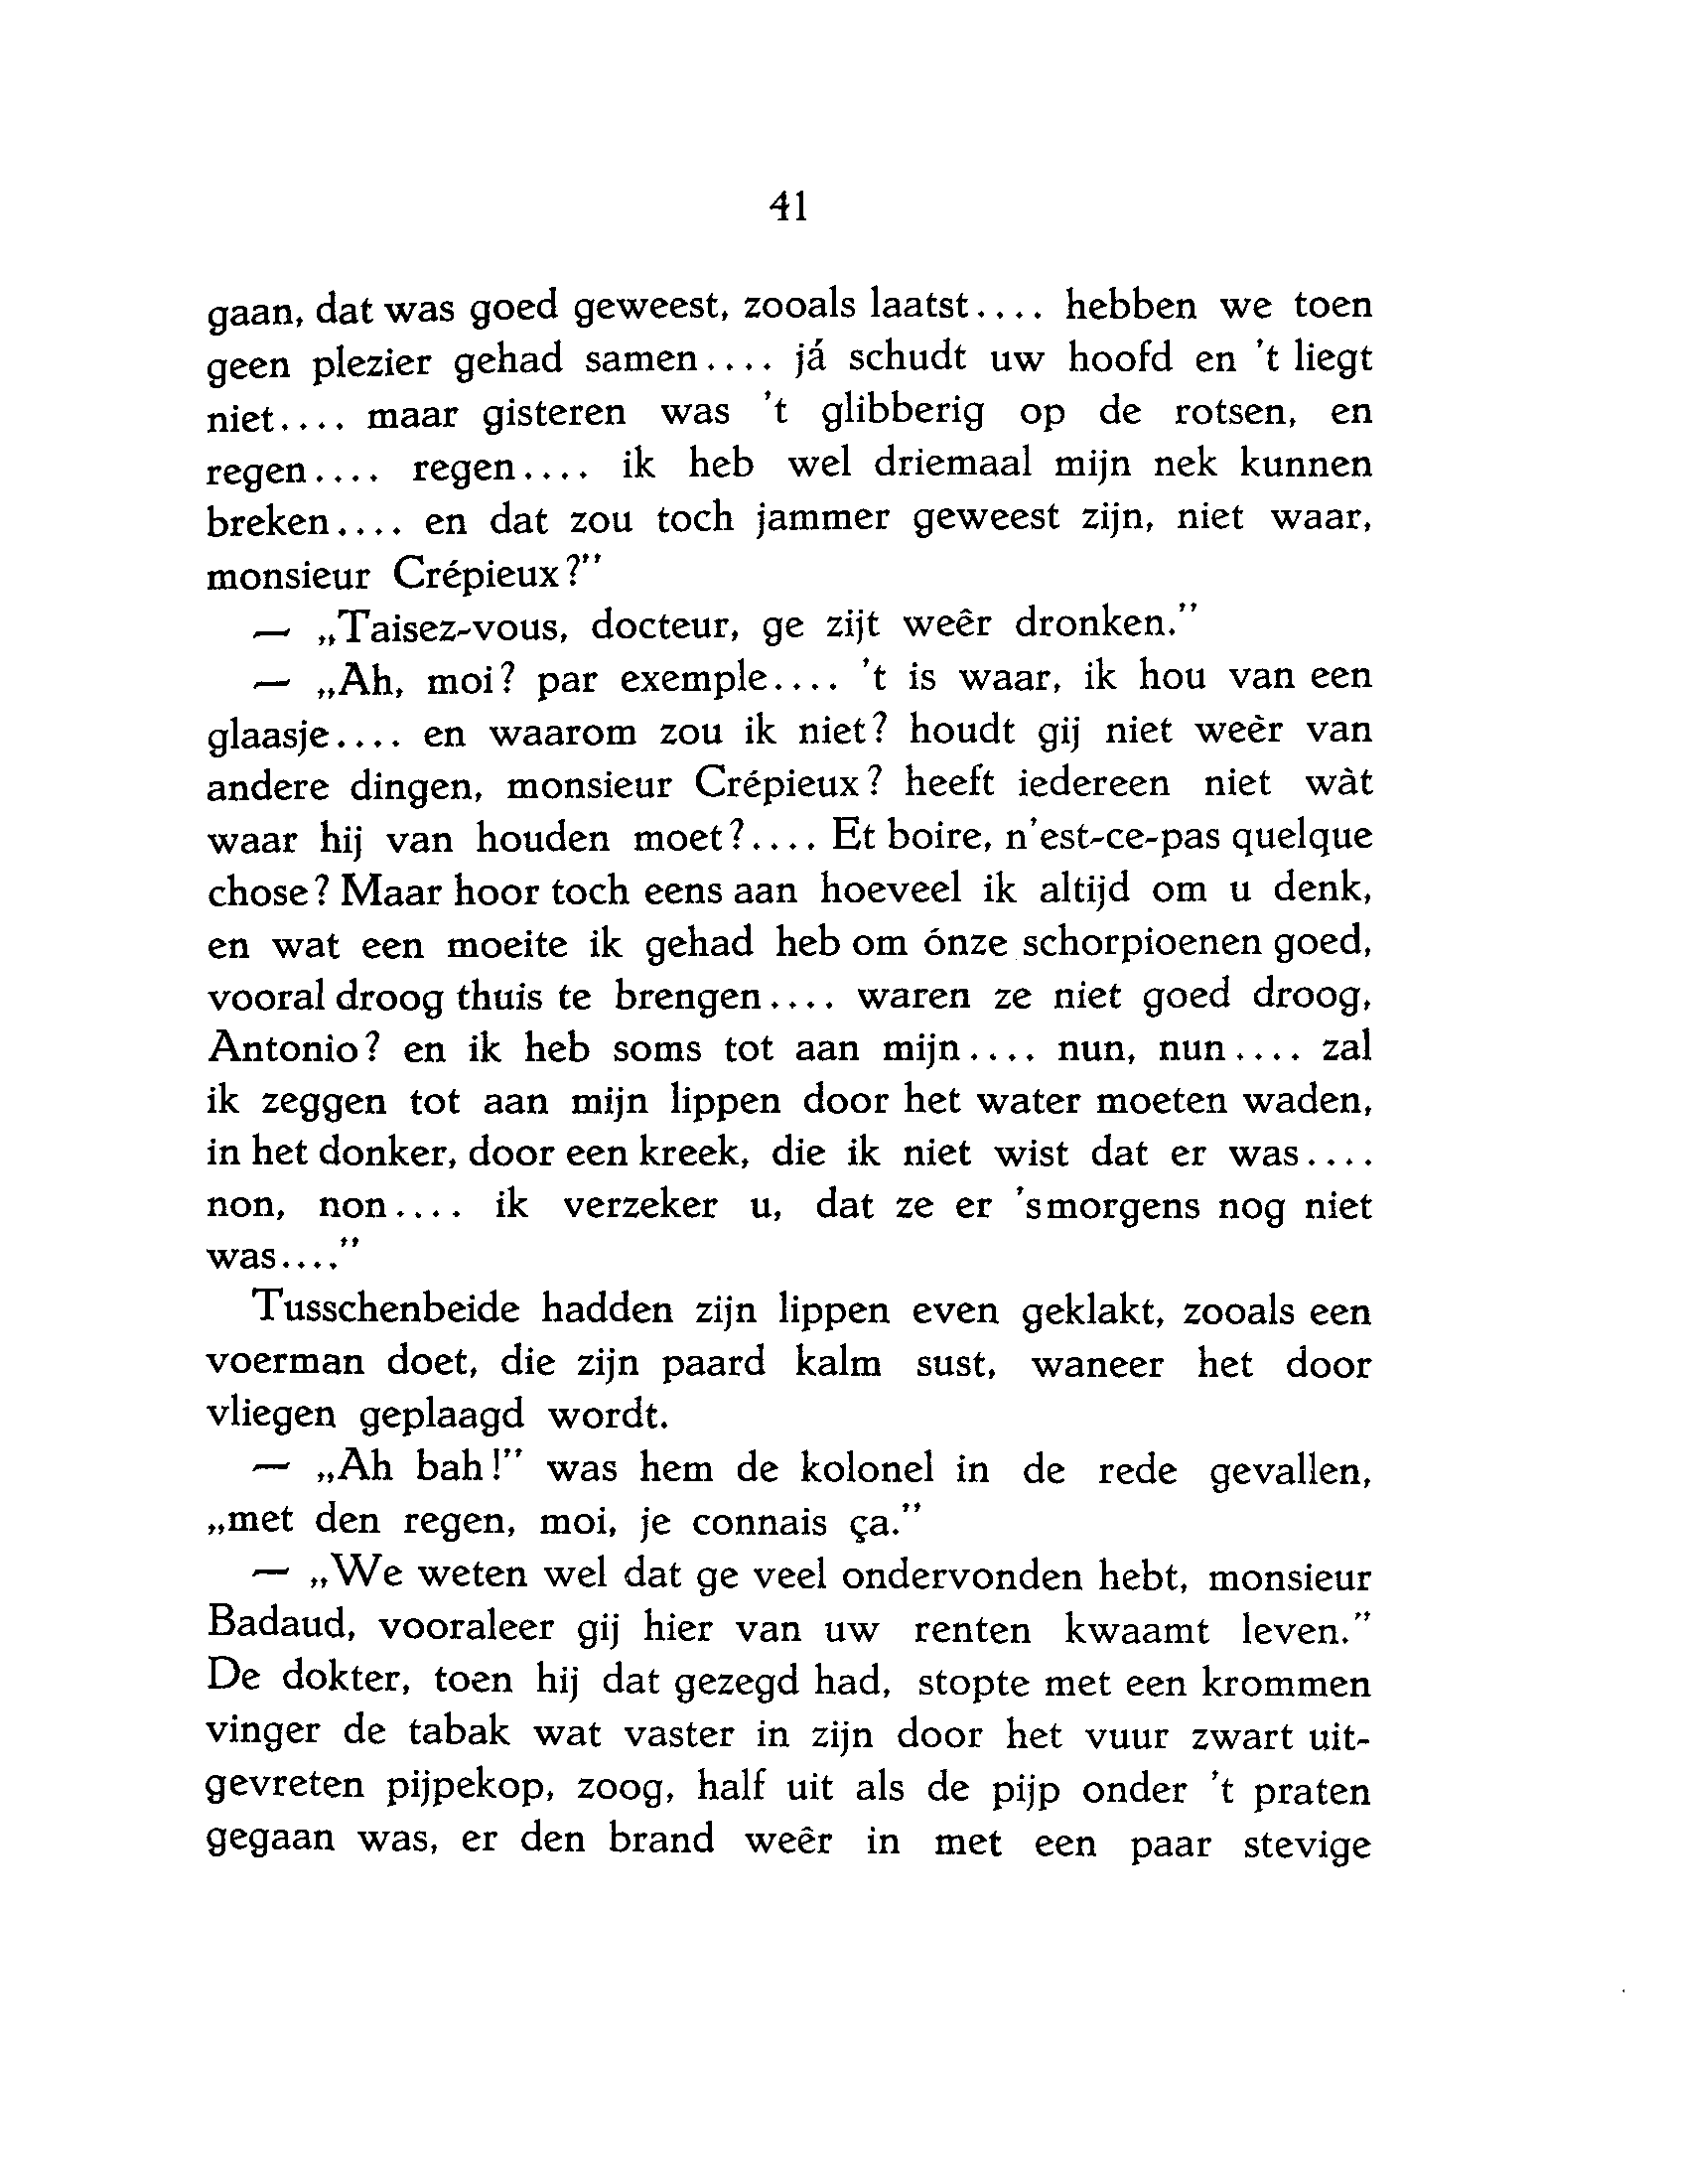 41
gaan, dat was goed geweest, zooals laatst.... hebben we toen
geen plezier gehad samen.... já schudt uw hoofd en 't liegt
niet.... maar gisteren was 't glibberig op de rotsen, en
regen.... regen.... ik heb wel driemaal mijn nek kunnen
breken.... en dat zou toch jammer geweest zijn, niet waar,
monsieur Crépieux?"
— „Taisez-vous, docteur, ge zijt weêr dronken."
— „Ah, moi? par exemple.... 't is waar, ik hou van een
glaasje.... en waarom zou ik niet? houdt gij niet weèr van
andere dingen, monsieur Crépieux? heeft iedereen niet wàt
waar hij van houden moet?.... Et boire, n'est-ce-pas quelque
chose? Maar hoor toch eens aan hoeveel ik altijd om u denk,
en wat een moeite ik gehad heb om ónze schorpioenen goed,
vooral droog thuis te brengen.... waren ze niet goed droog,
Antonio? en ik heb soms tot aan mijn.... nun, nun.... zal
ik zeggen tot aan mijn lippen door het water moeten waden,
in het donker, door een kreek, die ik niet wist dat er was....
non, non.... ik verzeker u, dat ze er 'smorgens nog niet
was...."
Tusschenbeide hadden zijn lippen even geklakt, zooals een
voerman doet, die zijn paard kalm sust, waneer het door
vliegen geplaagd wordt.
— „Ah bah!" was hem de kolonel in de rede gevallen,
„met den regen, moi, je connais ça."
— „We weten wel dat ge veel ondervonden hebt, monsieur
Badaud, vooraleer gij hier van uw renten kwaamt leven."
De dokter, toen hij dat gezegd had, stopte met een krommen
vinger de tabak wat vaster in zijn door het vuur zwart uit-
gevreten pijpekop, zoog, half uit als de pijp onder 't praten
gegaan was, er den brand weêr in met een paar stevige